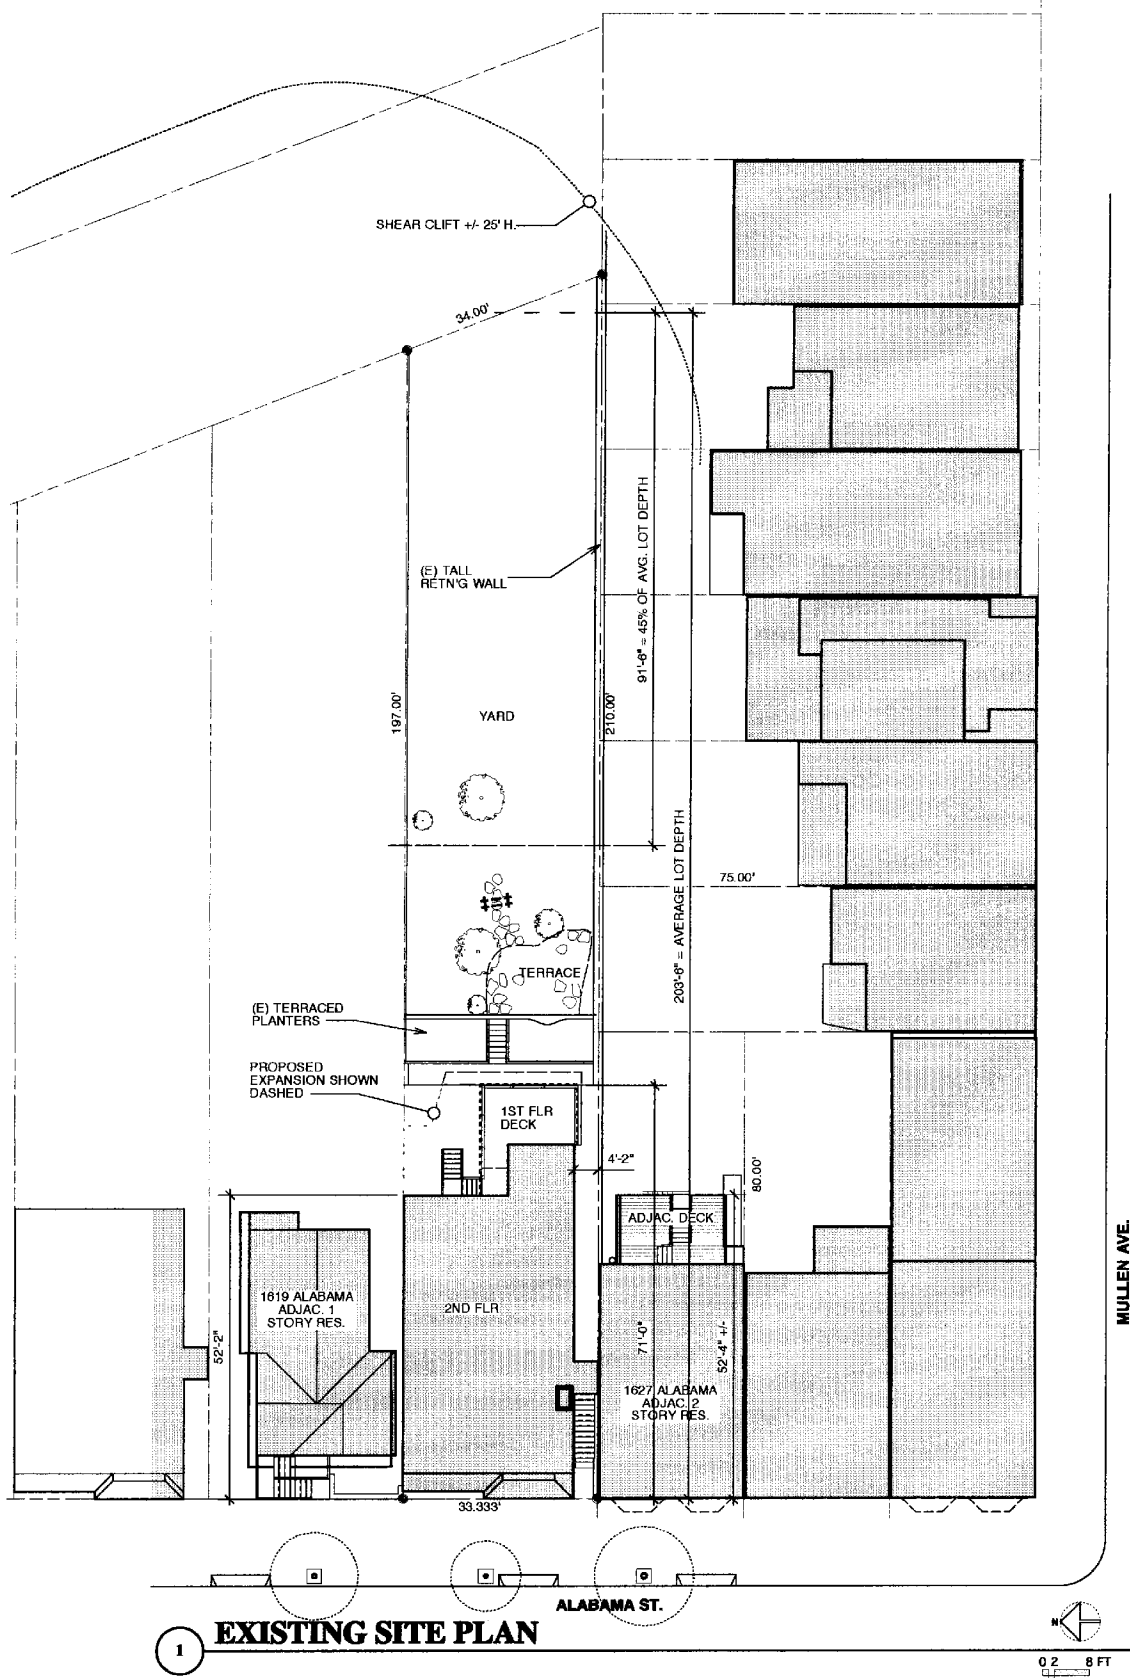 SHEAR CLIFT +/- 25' H.
34.00'
(E) TALL
RETN'G WALL
91'-6" = 45% OF AVG. LOT DEPTH
197.00'
YARD
210.00'
203'-6" = AVERAGE LOT DEPTH
75.00'
TERRACE
(E) TERRACED
PLANTERS
PROPOSED
EXPANSION SHOWN
DASHED
1ST FLR
DECK
4'-2"
80.00'
ADJAC. DECK
MULLEN AVE.
1619 ALABAMA
ADJAC. 1
STORY RES.
2ND FLR
52'-2"
71'-0"
52'-4" +/-
1627 ALABAMA
ADJAC. 2
STORY RES.
33.333'
ALABAMA ST.
1
EXISTING SITE PLAN
N
0 2 8 FT